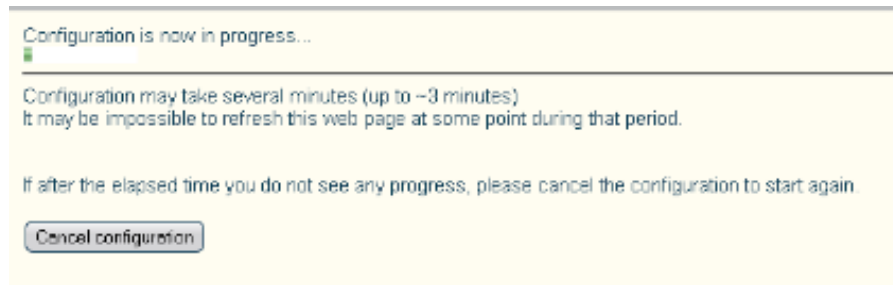 Configuration is now in progress...
Configuration may take several minutes (up to ~3 minutes)
It may be impossible to refresh this web page at some point during that period.
If after the elapsed time you do not see any progress, please cancel the configuration to start again.
Cancel configuration